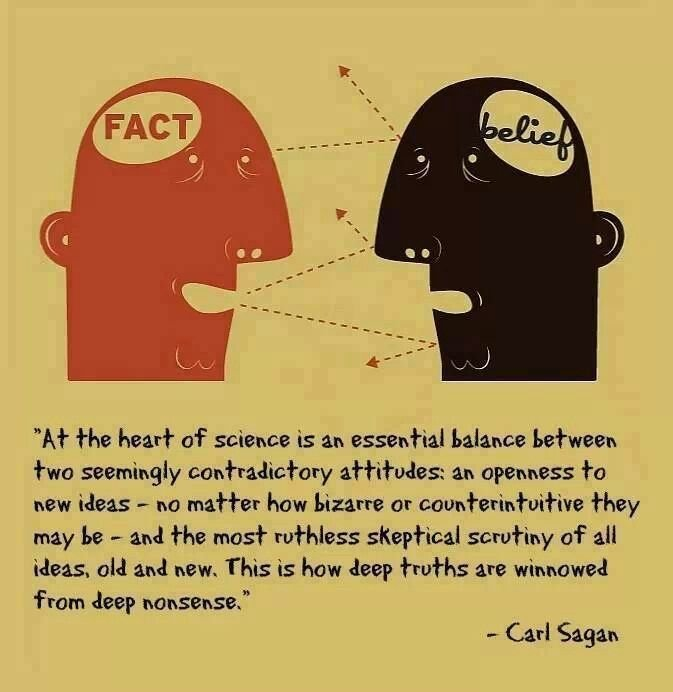 FACT
belief
"At the heart of science is an essential balance between
two seemingly contradictory attitudes: an openness to
new ideas - no matter how bizarre or counterintuitive they
may be - and the most ruthless skeptical scrutiny of all
ideas, old and new. This is how deep truths are winnowed
from deep nonsense."
- Carl Sagan